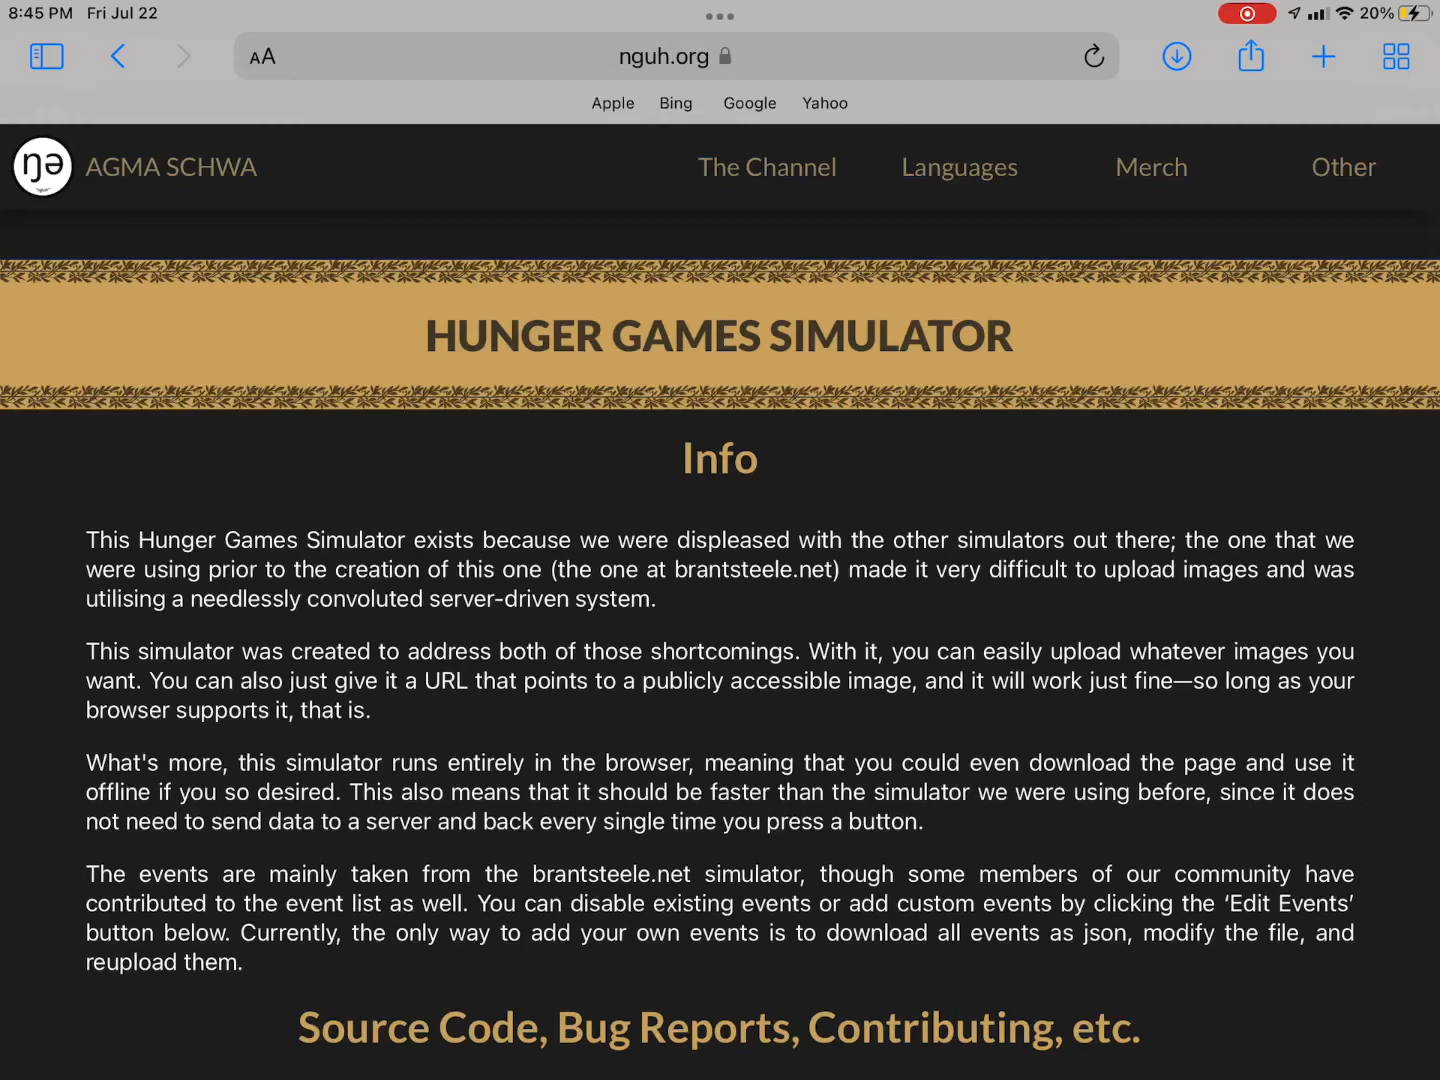 8:45 PM Fri Jul 22
20%
AA nguh.org
Apple Bing Google Yahoo
ŋə AGMA SCHWA The Channel Languages Merch Other
HUNGER GAMES SIMULATOR
Info
This Hunger Games Simulator exists because we were displeased with the other simulators out there; the one that we
were using prior to the creation of this one (the one at brantsteele.net) made it very difficult to upload images and was
utilising a needlessly convoluted server-driven system.
This simulator was created to address both of those shortcomings. With it, you can easily upload whatever images you
want. You can also just give it a URL that points to a publicly accessible image, and it will work just fine—so long as your
browser supports it, that is.
What's more, this simulator runs entirely in the browser, meaning that you could even download the page and use it
offline if you so desired. This also means that it should be faster than the simulator we were using before, since it does
not need to send data to a server and back every single time you press a button.
The events are mainly taken from the brantsteele.net simulator, though some members of our community have
contributed to the event list as well. You can disable existing events or add custom events by clicking the ‘Edit Events’
button below. Currently, the only way to add your own events is to download all events as json, modify the file, and
reupload them.
Source Code, Bug Reports, Contributing, etc.